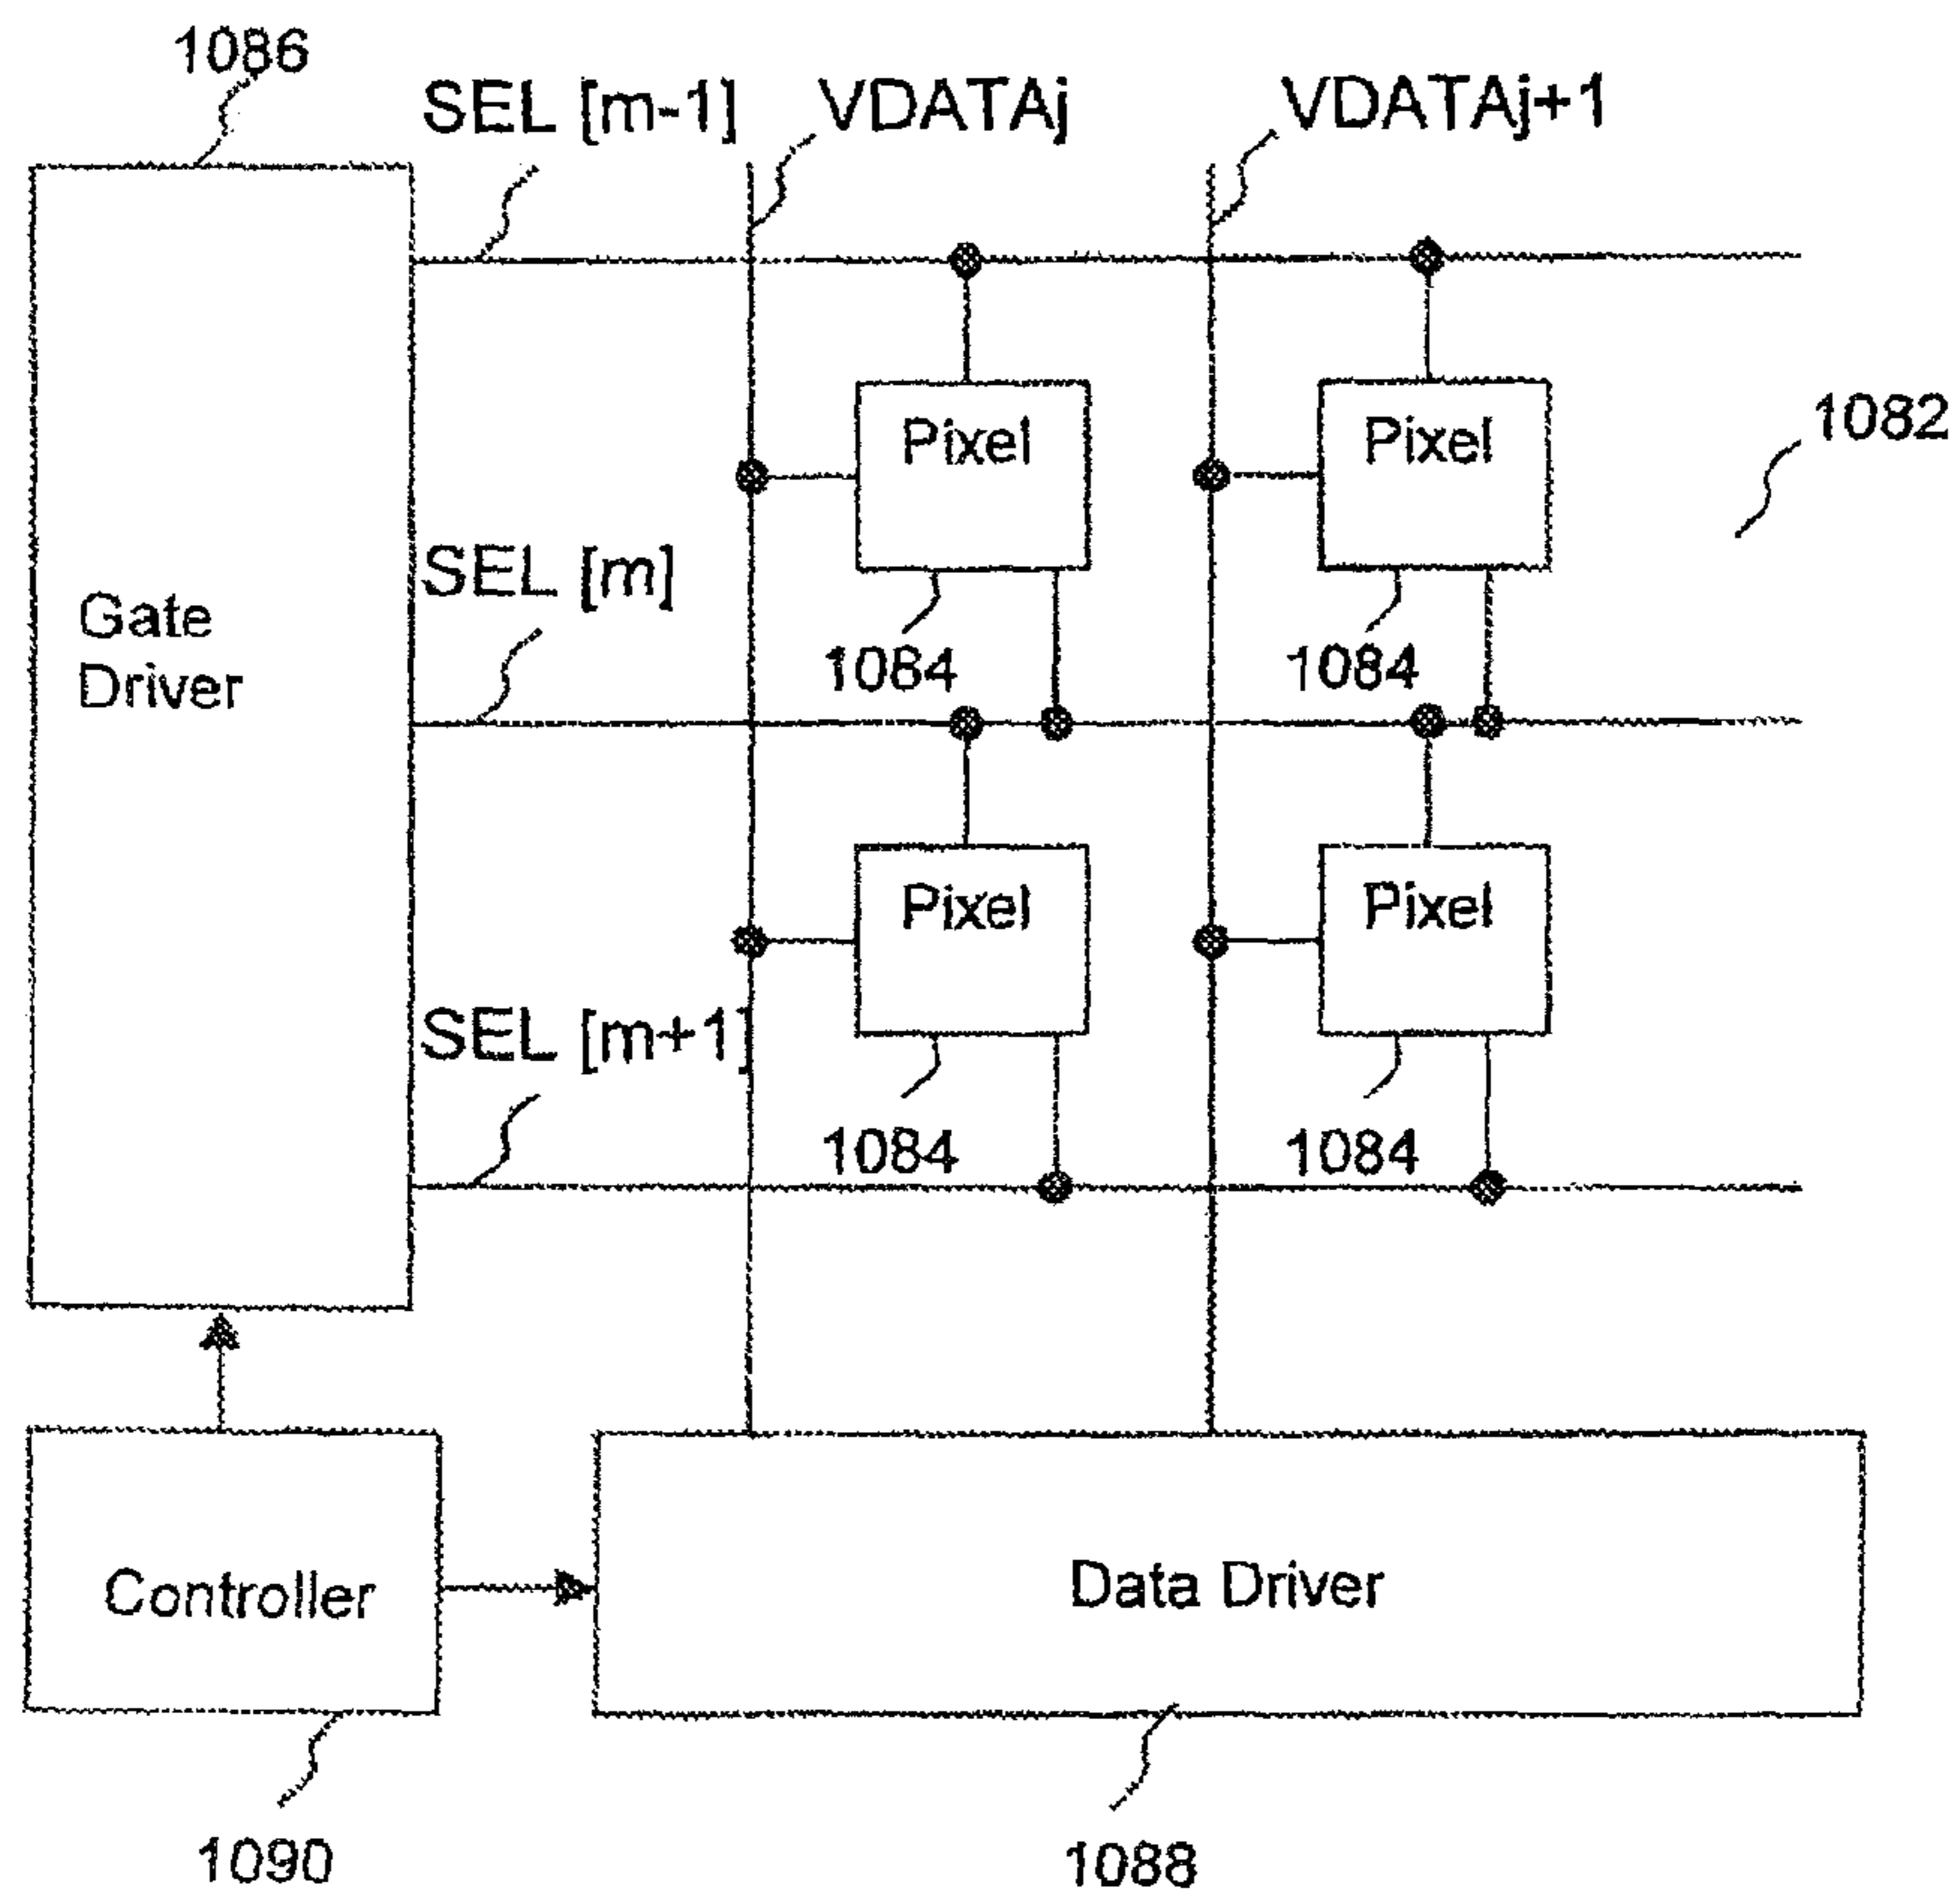 1086
SEL [m-1]
VDATAj
VDATAj+1
Pixel
Pixel
1082
SEL [m]
Gate
Driver
1084
1084
Pixel
Pixel
SEL [m+1]
1084
1084
Controller
Data Driver
1090
1088